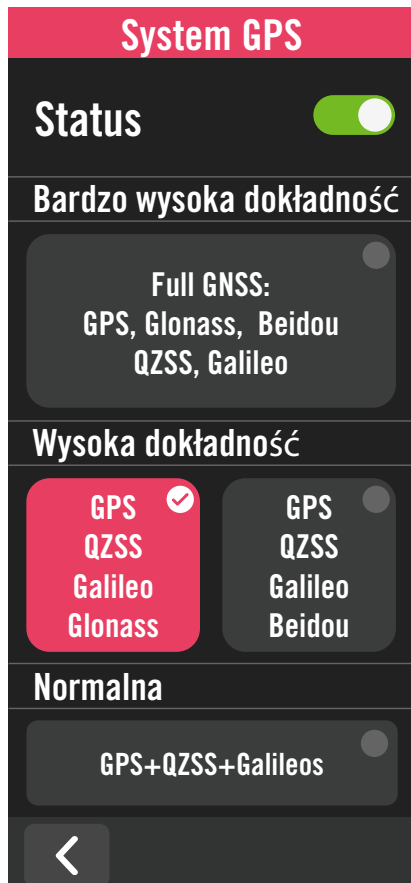 System GPS
Status
Bardzo wysoka dokładność
Full GNSS:
GPS, Glonass, Beidou
QZSS, Galileo
Wysoka dokładność
GPS
QZSS
Galileo
Glonass
GPS
QZSS
Galileo
Beidou
Normalna
GPS+QZSS+Galileos